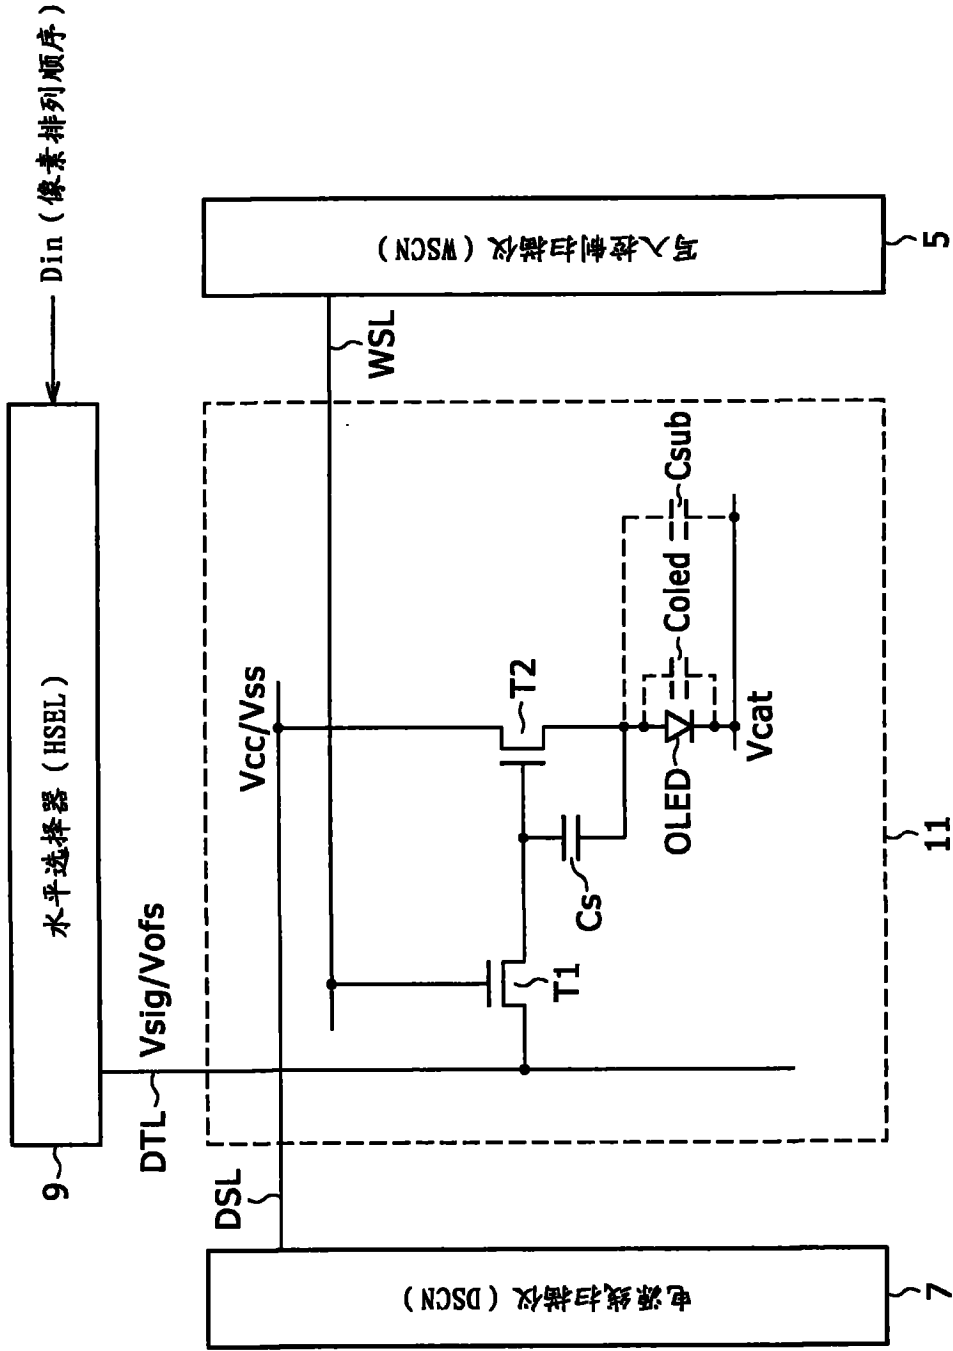 Din(像素排列顺序)
水平选择器(HSEL)
9
DTL
Vsig/Vofs
DSL
Vcc/Vss
WSL
写入控制扫描仪(WSCN)
5
T1
T2
Cs
OLED
Coled
Csub
Vcat
11
电源线扫描仪(DSCN)
7